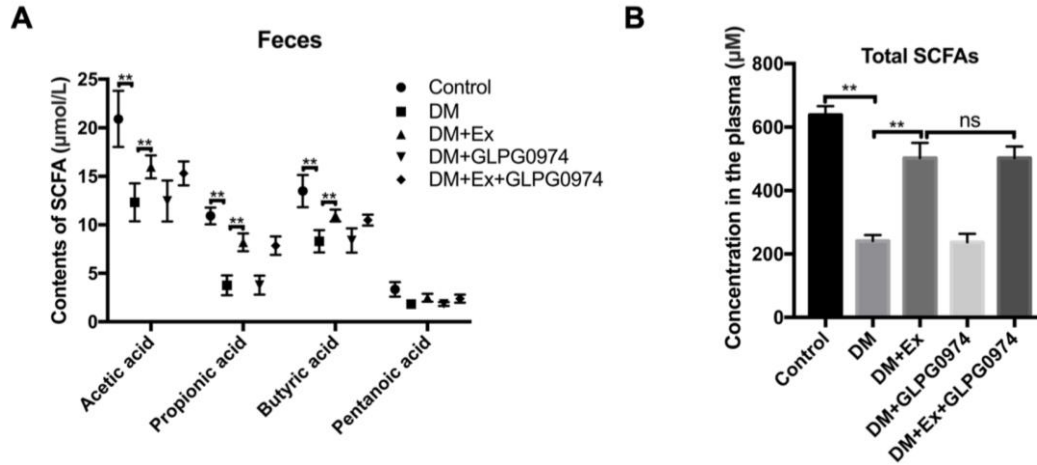 A
Feces
Contents of SCFA (μmol/L)
25
20
15
10
5
0
**
**
**
**
**
**
Control
DM
DM+Ex
DM+GLPG0974
DM+Ex+GLPG0974
Acetic acid
Propionic acid
Butyric acid
Pentanoic acid
B
Total SCFAs
Concentration in the plasma (μM)
800
600
400
200
0
**
**
ns
Control
DM
DM+Ex
DM+GLPG0974
DM+Ex+GLPG0974